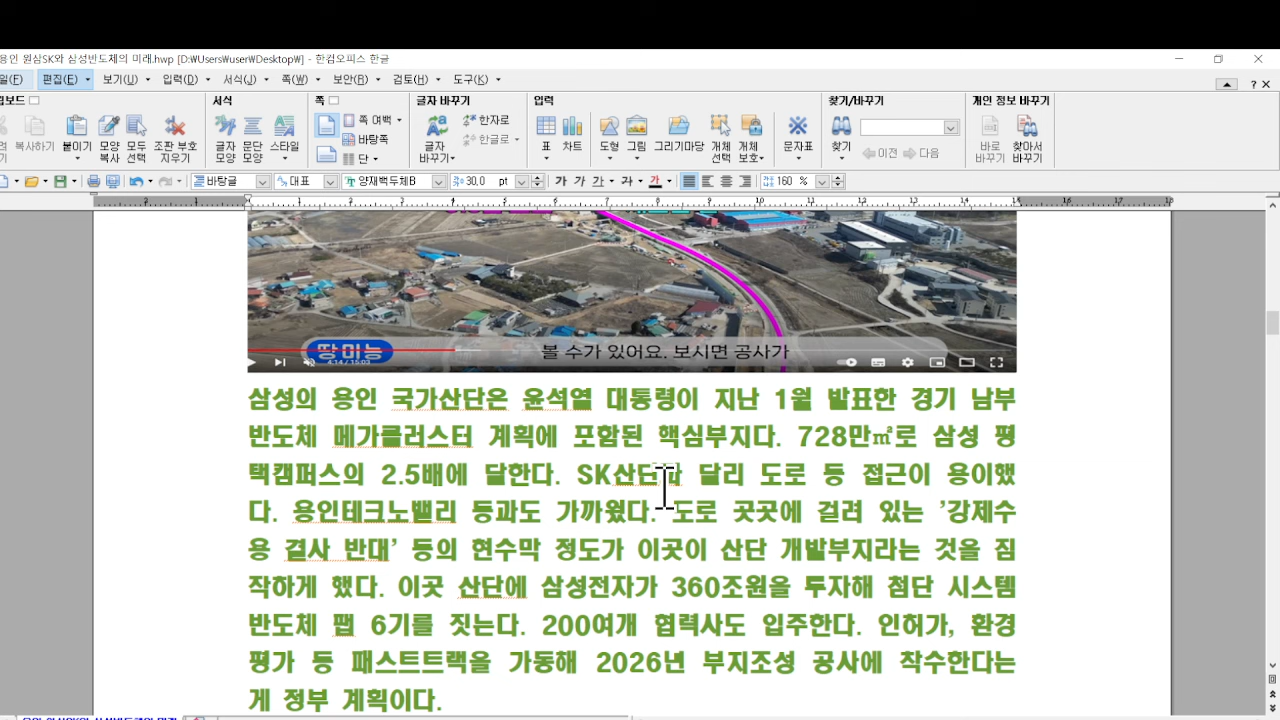 용인 원삼SK와 삼성반도체의 미래.hwp [D:₩Users₩user₩Desktop₩] - 한컴오피스 한글
일(F) 편집(E) 보기(U) 입력(D) 서식(J) 쪽(W) 보안(R) 검토(H) 도구(K)
서식 쪽 글자 바꾸기 입력 찾기/바꾸기 개인 정보 바꾸기
복사하기 붙이기 모양 복사 모두 선택 조판 부호 지우기 글자 모양 문단 모양 스타일 쪽 여백 바탕쪽 단 글자 바꾸기 한자로 한글로 표 차트 도형 그림 그리기마당 개체 선택 개체 보호 문자표 찾기 이전 다음 바로 바꾸기 찾아서 바꾸기
바탕글 대표 양재백두체B 30,0 pt 가 가 가 가 가 160 %
땅미능
볼 수가 있어요. 보시면 공사가
4:14 / 15:03
삼성의 용인 국가산단은 윤석열 대통령이 지난 1월 발표한 경기 남부
반도체 메가클러스터 계획에 포함된 핵심부지다. 728만㎡로 삼성 평
택캠퍼스의 2.5배에 달한다. SK산단과 달리 도로 등 접근이 용이했
다. 용인테크노밸리 등과도 가까웠다. 도로 곳곳에 걸려 있는 '강제수
용 결사 반대' 등의 현수막 정도가 이곳이 산단 개발부지라는 것을 짐
작하게 했다. 이곳 산단에 삼성전자가 360조원을 투자해 첨단 시스템
반도체 팹 6기를 짓는다. 200여개 협력사도 입주한다. 인허가, 환경
평가 등 패스트트랙을 가동해 2026년 부지조성 공사에 착수한다는
게 정부 계획이다.